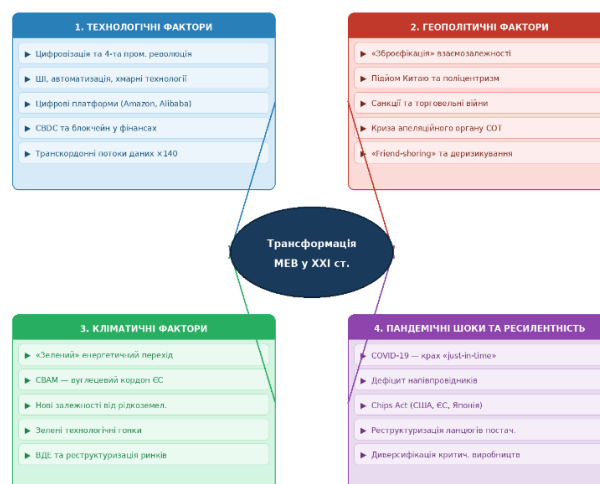 1. ТЕХНОЛОГІЧНІ ФАКТОРИ
▶ Цифровізація та 4-та пром. революція
▶ ШІ, автоматизація, хмарні технології
▶ Цифрові платформи (Amazon, Alibaba)
▶ CBDC та блокчейн у фінансах
▶ Транскордонні потоки даних ×140
2. ГЕОПОЛІТИЧНІ ФАКТОРИ
▶ «Зброєфікація» взаємозалежності
▶ Підйом Китаю та поліцентризм
▶ Санкції та торговельні війни
▶ Криза апеляційного органу СОТ
▶ «Friend-shoring» та деризикування
Трансформація
МЕВ у XXI ст.
3. КЛІМАТИЧНІ ФАКТОРИ
▶ «Зелений» енергетичний перехід
▶ CBAM — вуглецевий кордон ЄС
▶ Нові залежності від рідкоземел.
▶ Зелені технологічні гонки
▶ ВДЕ та реструктуризація ринків
4. ПАНДЕМІЧНІ ШОКИ ТА РЕСИЛЕНТНІСТЬ
▶ COVID-19 — крах «just-in-time»
▶ Дефіцит напівпровідників
▶ Chips Act (США, ЄС, Японія)
▶ Реструктуризація ланцюгів постач.
▶ Диверсифікація критич. виробництв